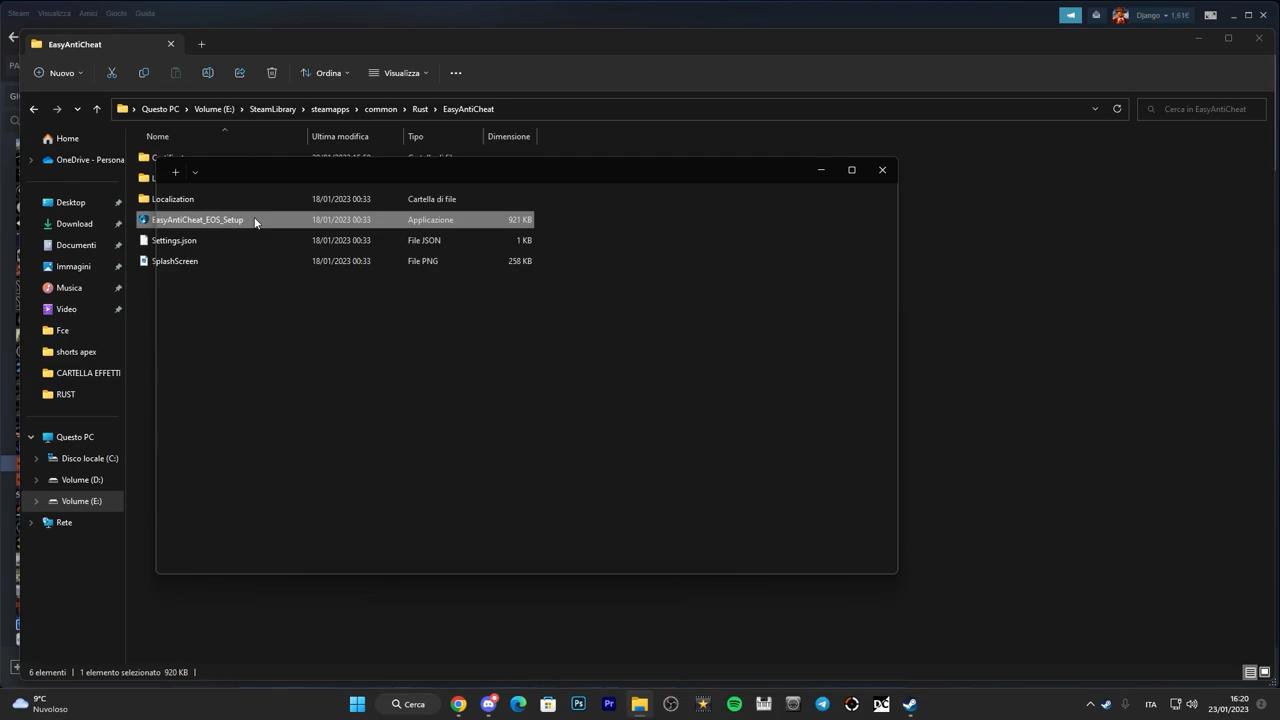 Steam Visualizza Amici Giochi Guida
Django 1,61€
EasyAntiCheat
Nuovo
Ordina
Visualizza
Questo PC Volume (E:) SteamLibrary steamapps common Rust EasyAntiCheat
Cerca in EasyAntiCheat
Nome Ultima modifica Tipo Dimensione
Home
OneDrive - Persona
Desktop
Download
Documenti
Immagini
Musica
Video
Fce
shorts apex
CARTELLA EFFETTI
RUST
Questo PC
Disco locale (C:)
Volume (D:)
Volume (E:)
Rete
Localization 18/01/2023 00:33 Cartella di file
EasyAntiCheat_EOS_Setup 18/01/2023 00:33 Applicazione 921 KB
Settings.json 18/01/2023 00:33 File JSON 1 KB
SplashScreen 18/01/2023 00:33 File PNG 258 KB
6 elementi 1 elemento selezionato 920 KB
9°C
Nuvoloso
Cerca
Ps
Pr
DC
ITA
16:20
23/01/2023